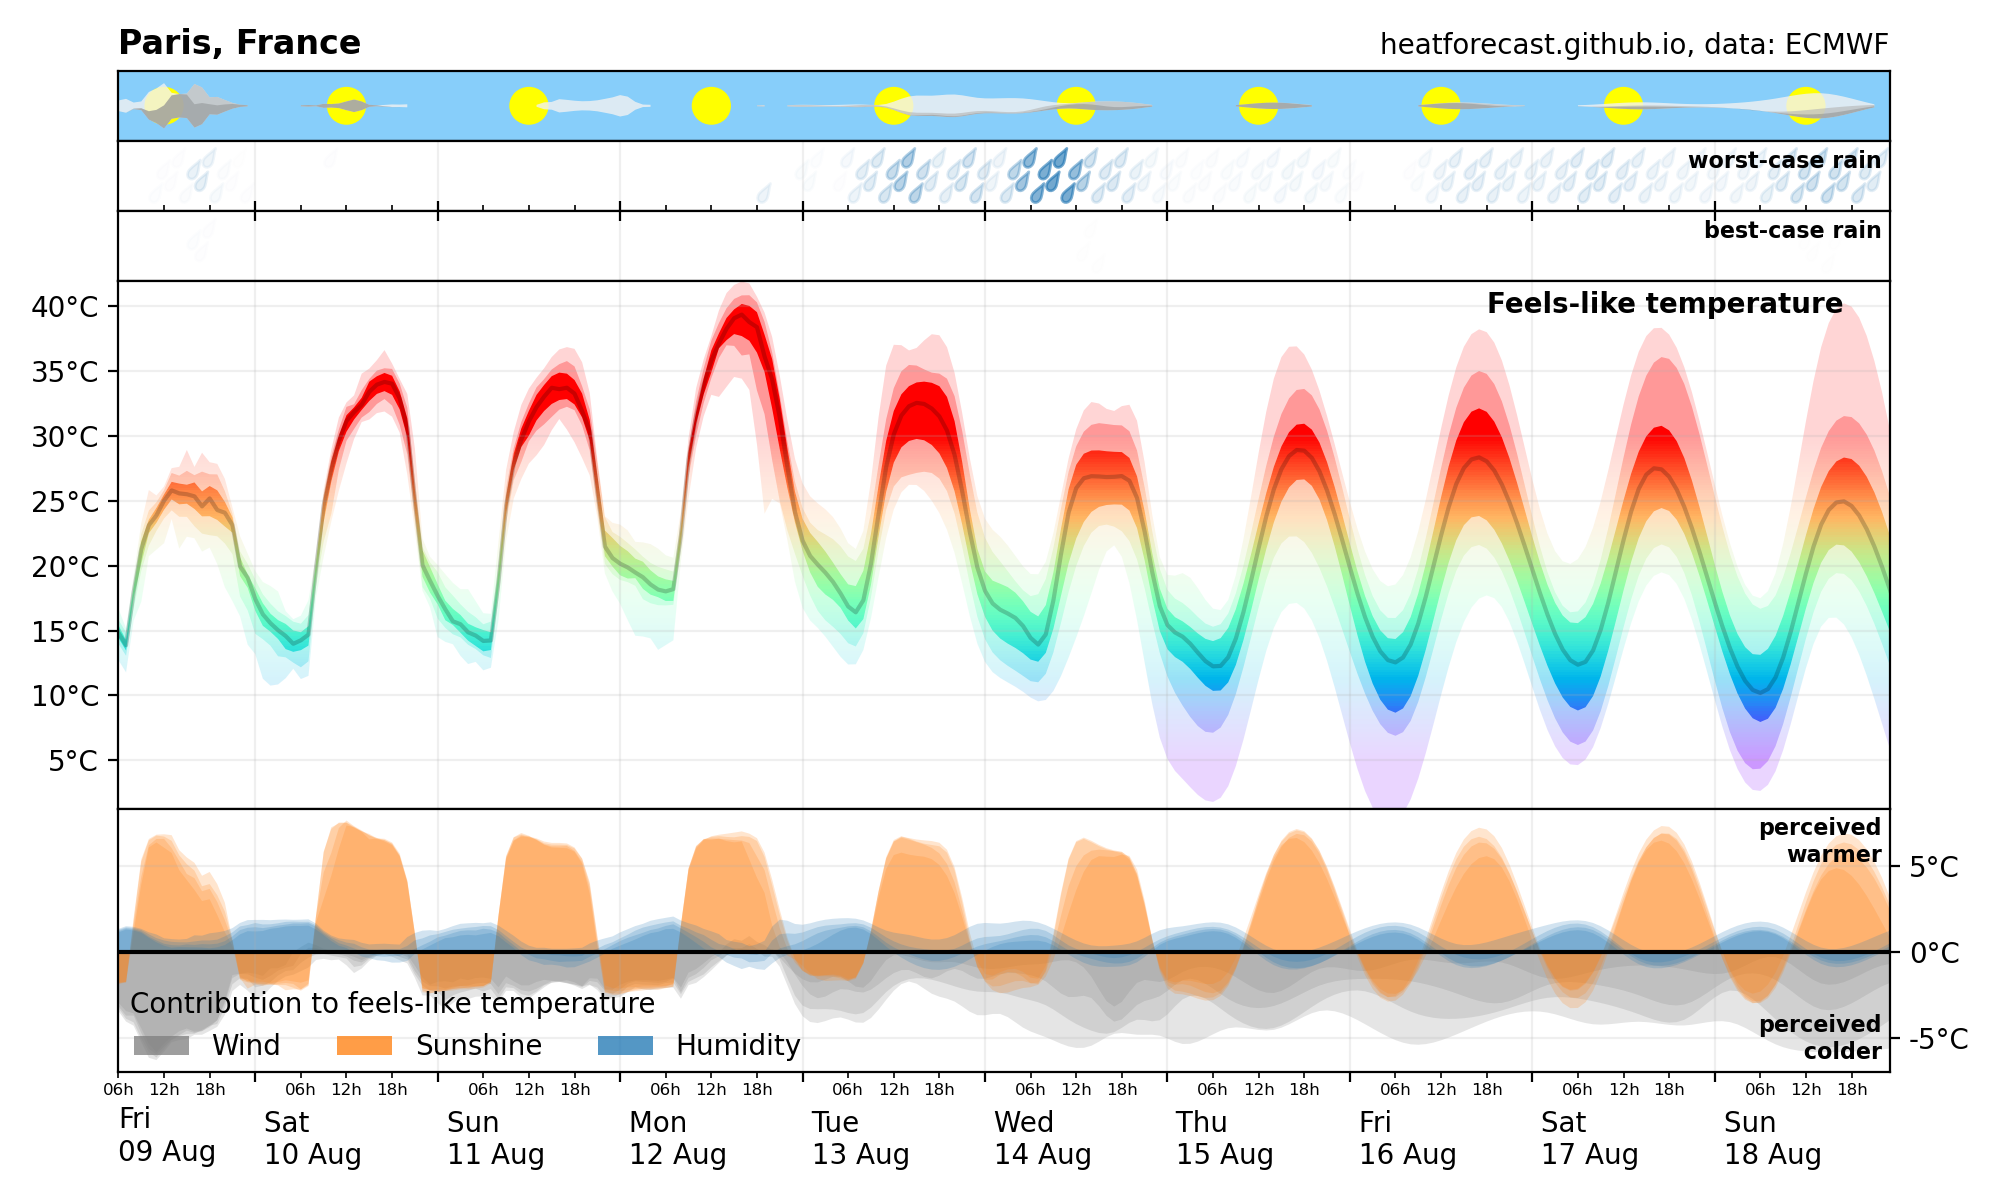 Paris, France
heatforecast.github.io, data: ECMWF
worst-case rain
best-case rain
Feels-like temperature
40°C
35°C
30°C
25°C
20°C
15°C
10°C
5°C
perceived
warmer
5°C
0°C
-5°C
perceived
colder
Contribution to feels-like temperature
Wind Sunshine Humidity
06h 12h 18h 06h 12h 18h 06h 12h 18h 06h 12h 18h 06h 12h 18h 06h 12h 18h 06h 12h 18h 06h 12h 18h 06h 12h 18h 06h 12h 18h
Fri Sat Sun Mon Tue Wed Thu Fri Sat Sun
09 Aug 10 Aug 11 Aug 12 Aug 13 Aug 14 Aug 15 Aug 16 Aug 17 Aug 18 Aug